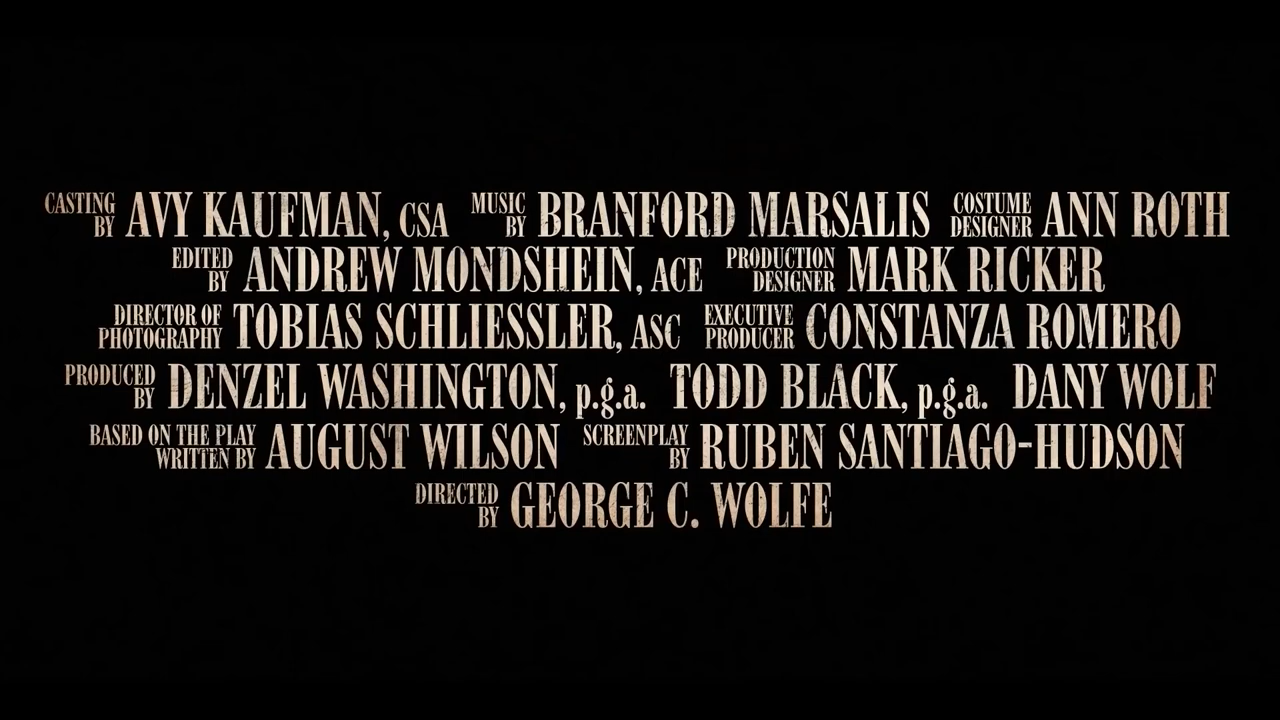 CASTING BY AVY KAUFMAN, CSA MUSIC BY BRANFORD MARSALIS COSTUME DESIGNER ANN ROTH
EDITED BY ANDREW MONDSHEIN, ACE PRODUCTION DESIGNER MARK RICKER
DIRECTOR OF PHOTOGRAPHY TOBIAS SCHLIESSLER, ASC EXECUTIVE PRODUCER CONSTANZA ROMERO
PRODUCED BY DENZEL WASHINGTON, p.g.a. TODD BLACK, p.g.a. DANY WOLF
BASED ON THE PLAY WRITTEN BY AUGUST WILSON SCREENPLAY BY RUBEN SANTIAGO-HUDSON
DIRECTED BY GEORGE C. WOLFE